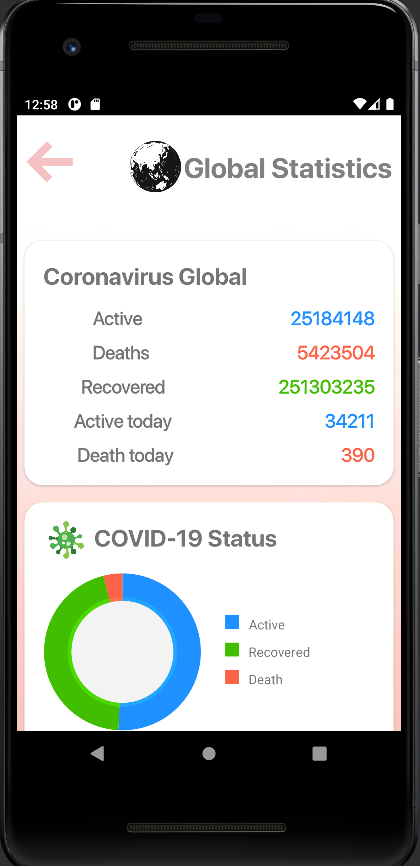 12:58
Global Statistics
Coronavirus Global
Active 25184148
Deaths 5423504
Recovered 251303235
Active today 34211
Death today 390
COVID-19 Status
Active
Recovered
Death